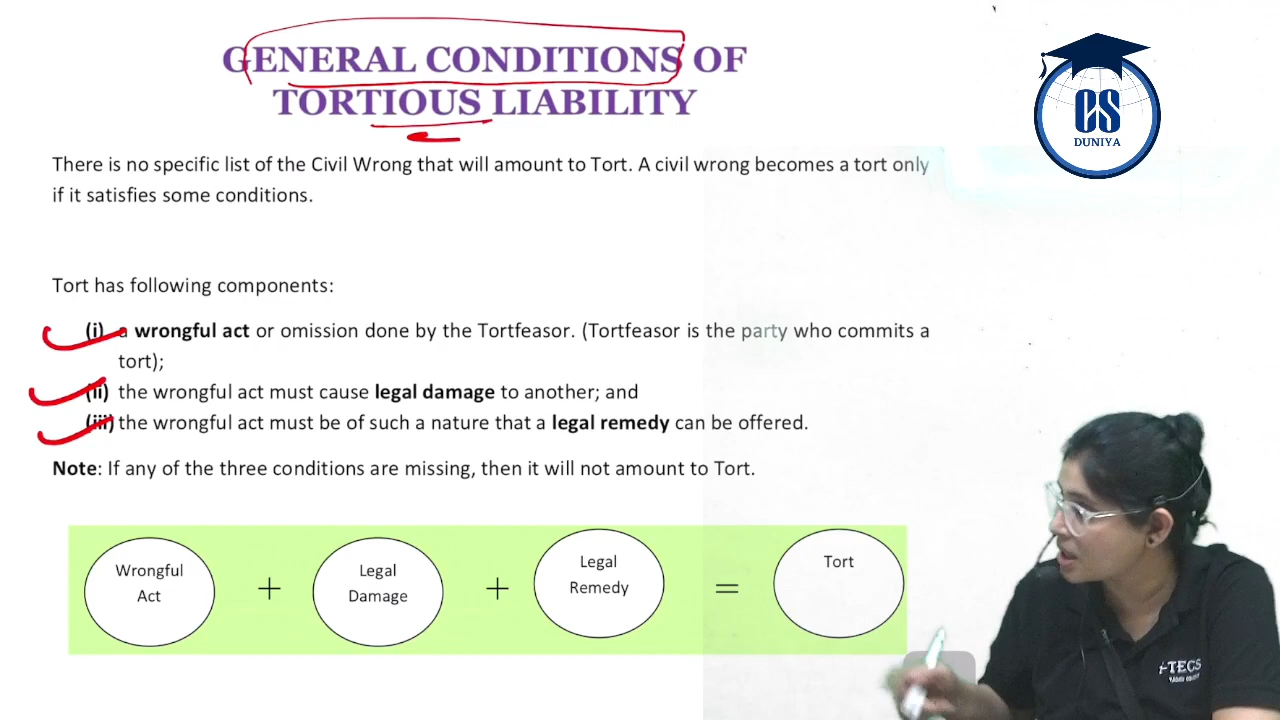 GENERAL CONDITIONS OF
TORTIOUS LIABILITY
CS
DUNIYA
There is no specific list of the Civil Wrong that will amount to Tort. A civil wrong becomes a tort only
if it satisfies some conditions.
Tort has following components:
(i) a wrongful act or omission done by the Tortfeasor. (Tortfeasor is the party who commits a
tort);
(ii) the wrongful act must cause legal damage to another; and
(iii) the wrongful act must be of such a nature that a legal remedy can be offered.
Note: If any of the three conditions are missing, then it will not amount to Tort.
Wrongful
Act
+
Legal
Damage
+
Legal
Remedy
=
Tort
i-TEGS